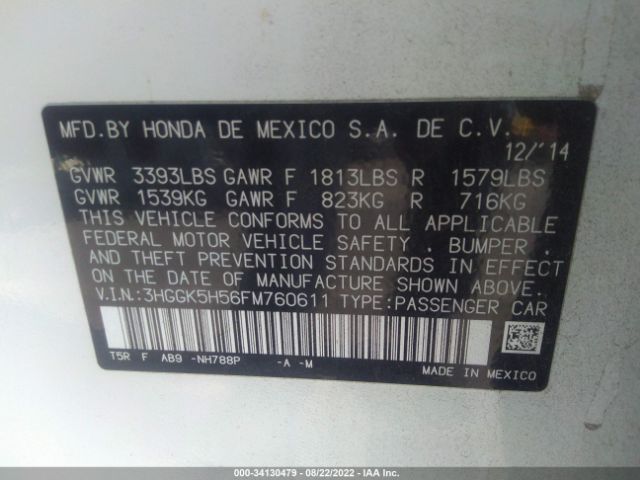 MFD.BY HONDA DE MEXICO S.A. DE C.V.
12/'14
GVWR 3393LBS GAWR F 1813LBS R 1579LBS
GVWR 1539KG GAWR F 823KG R 716KG
THIS VEHICLE CONFORMS TO ALL APPLICABLE
FEDERAL MOTOR VEHICLE SAFETY . BUMPER .
AND THEFT PREVENTION STANDARDS IN EFFECT
ON THE DATE OF MANUFACTURE SHOWN ABOVE.
V.I.N.:3HGGK5H56FM760611 TYPE:PASSENGER CAR
T5R F AB9 -NH788P -A -M
MADE IN MEXICO
000-34130479 - 08/22/2022 - IAAI.COM